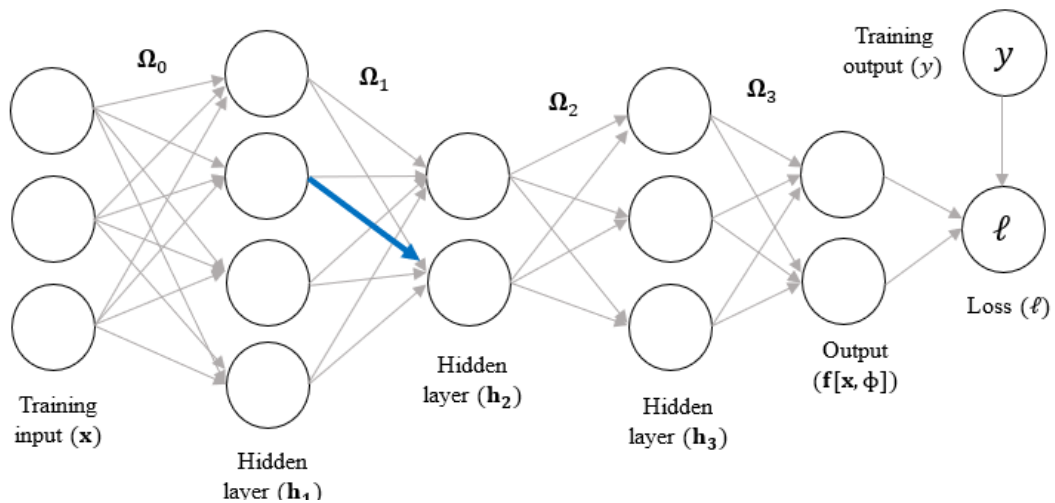 Ω₀
Ω₁
Ω₂
Ω₃
Training
output (y)
y
ℓ
Loss (ℓ)
Training
input (x)
Hidden
layer (h₁)
Hidden
layer (h₂)
Hidden
layer (h₃)
Output
(f[x, ϕ])